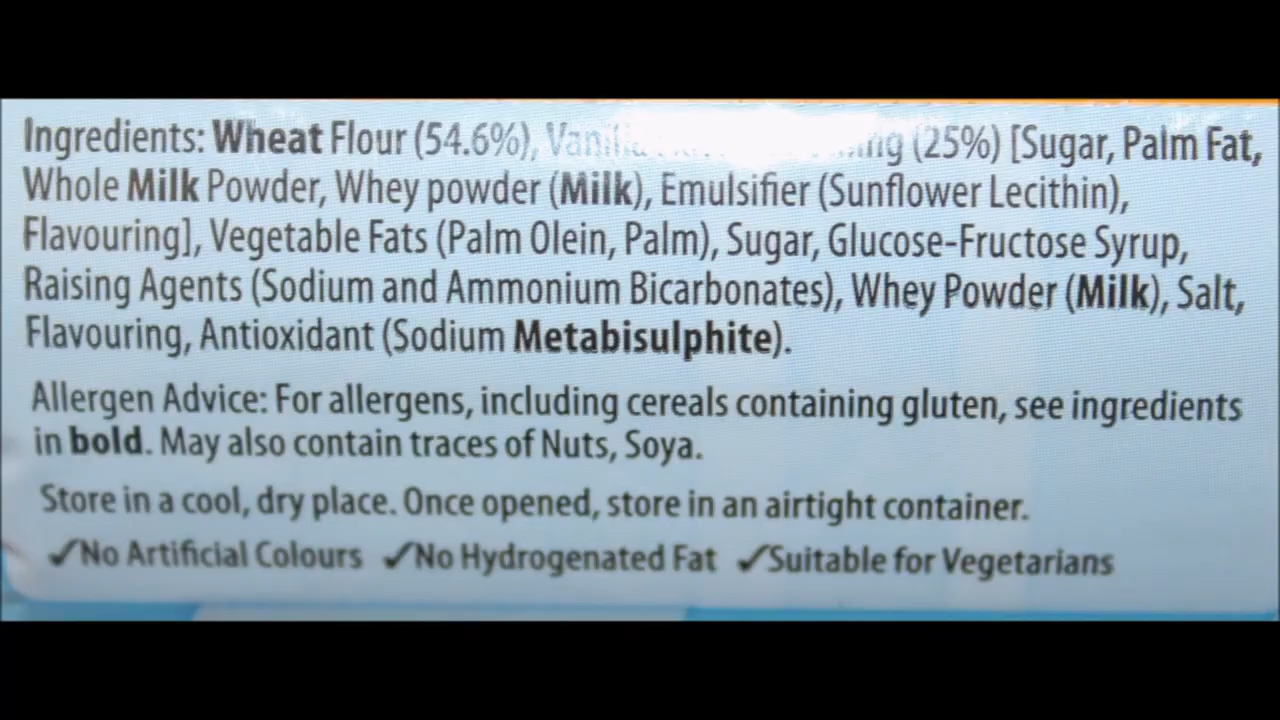 Ingredients: Wheat Flour (54.6%), (25%) [Sugar, Palm Fat,
Whole Milk Powder, Whey powder (Milk), Emulsifier (Sunflower Lecithin),
Flavouring], Vegetable Fats (Palm Olein, Palm), Sugar, Glucose-Fructose Syrup,
Raising Agents (Sodium and Ammonium Bicarbonates), Whey Powder (Milk), Salt,
Flavouring, Antioxidant (Sodium Metabisulphite).
Allergen Advice: For allergens, including cereals containing gluten, see ingredients
in bold. May also contain traces of Nuts, Soya.
Store in a cool, dry place. Once opened, store in an airtight container.
✓No Artificial Colours ✓No Hydrogenated Fat ✓Suitable for Vegetarians